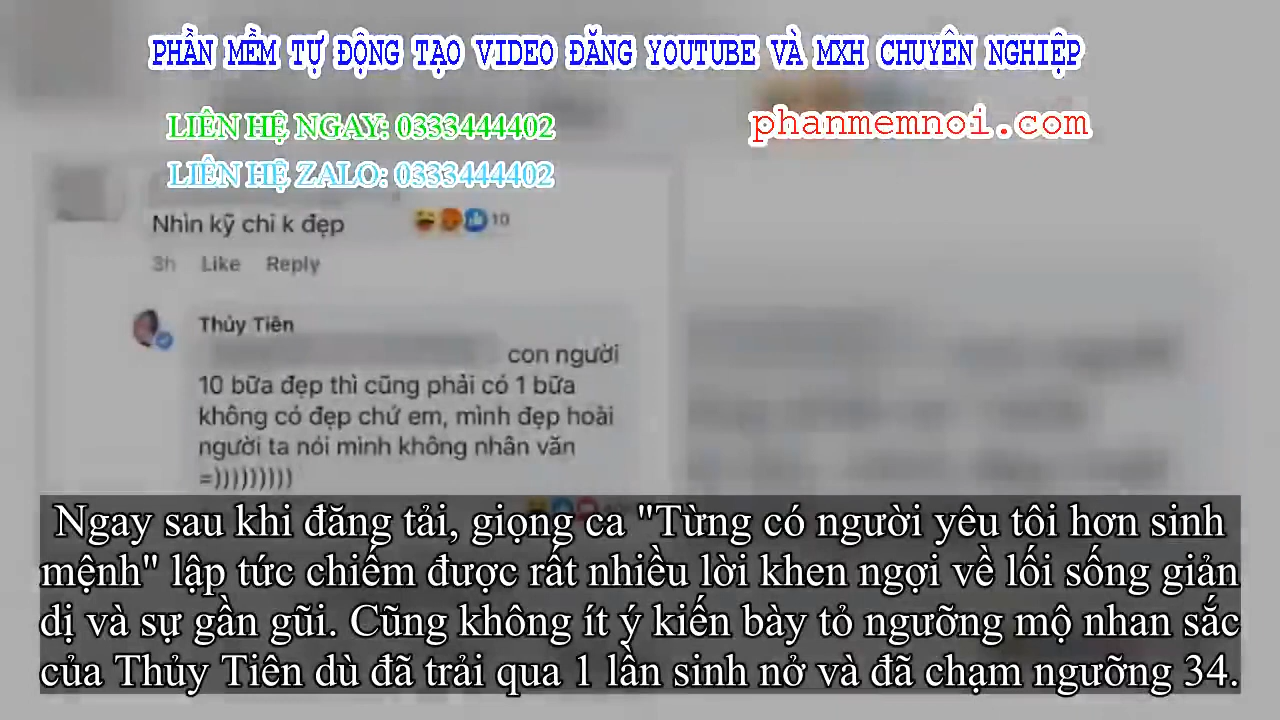 PHẦN MỀM TỰ ĐỘNG TẠO VIDEO ĐĂNG YOUTUBE VÀ MXH CHUYÊN NGHIỆP
LIÊN HỆ NGAY: 0333444402
phanmemnoi.com
LIÊN HỆ ZALO: 0333444402
Nhìn kỹ chi k đẹp
10
3h Like Reply
Thủy Tiên
con người
10 bữa đẹp thì cũng phải có 1 bữa
không có đẹp chứ em, mình đẹp hoài
người ta nói mình không nhân văn
=)))))))))
Ngay sau khi đăng tải, giọng ca "Từng có người yêu tôi hơn sinh
mệnh" lập tức chiếm được rất nhiều lời khen ngợi về lối sống giản
dị và sự gần gũi. Cũng không ít ý kiến bày tỏ ngưỡng mộ nhan sắc
của Thủy Tiên dù đã trải qua 1 lần sinh nở và đã chạm ngưỡng 34.